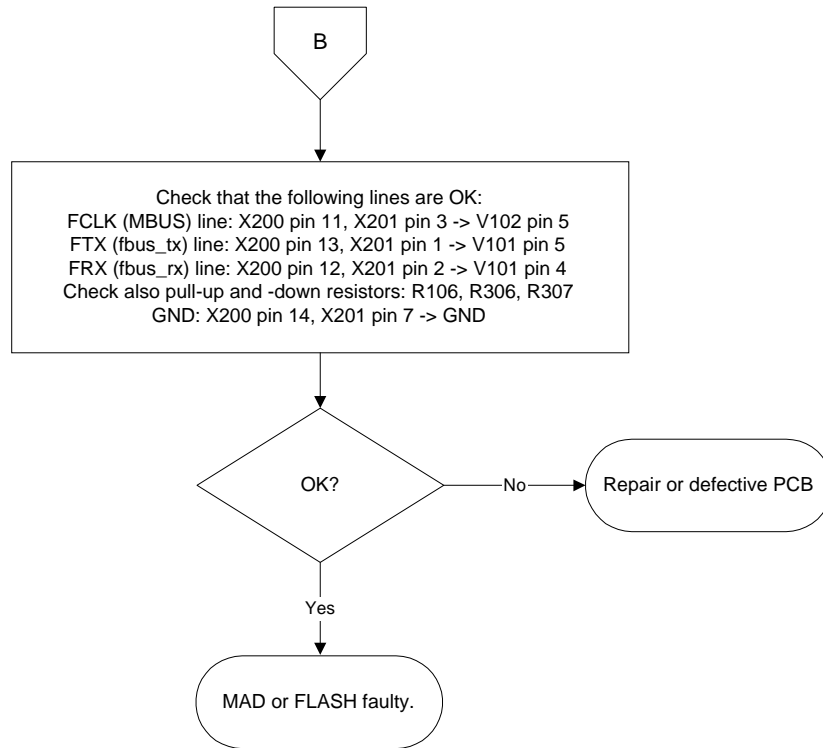 B
Check that the following lines are OK:
FCLK (MBUS) line: X200 pin 11, X201 pin 3 -> V102 pin 5
FTX (fbus_tx) line: X200 pin 13, X201 pin 1 -> V101 pin 5
FRX (fbus_rx) line: X200 pin 12, X201 pin 2 -> V101 pin 4
Check also pull-up and -down resistors: R106, R306, R307
GND: X200 pin 14, X201 pin 7 -> GND
OK?
No
Repair or defective PCB
Yes
MAD or FLASH faulty.